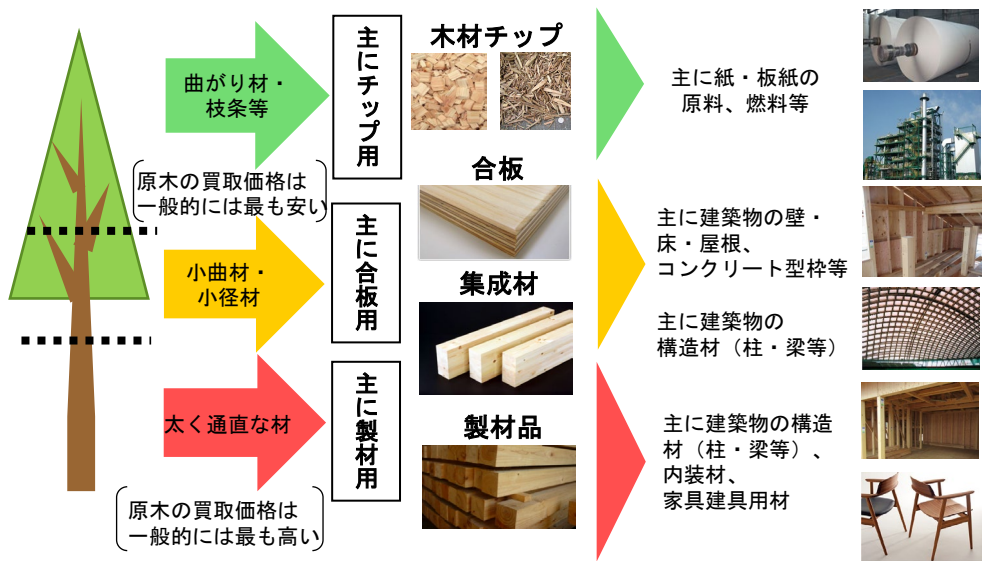 曲がり材・
枝条等
主にチップ用
木材チップ
主に紙・板紙の
原料、燃料等
原木の買取価格は
一般的には最も安い
小曲材・
小径材
主に合板用
合板
主に建築物の壁・
床・屋根、
コンクリート型枠等
集成材
主に建築物の
構造材（柱・梁等）
太く通直な材
主に製材用
製材品
主に建築物の構造
材（柱・梁等）、
内装材、
家具建具用材
原木の買取価格は
一般的には最も高い